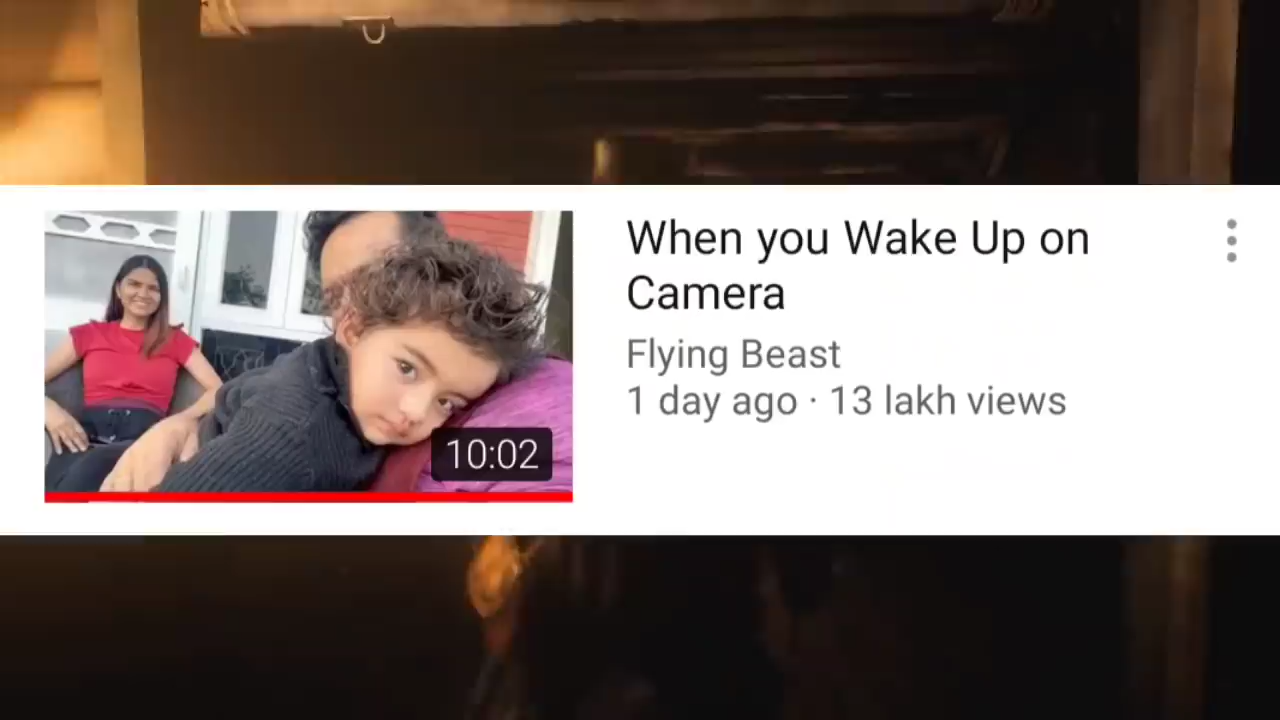 10:02
When you Wake Up on
Camera
Flying Beast
1 day ago · 13 lakh views